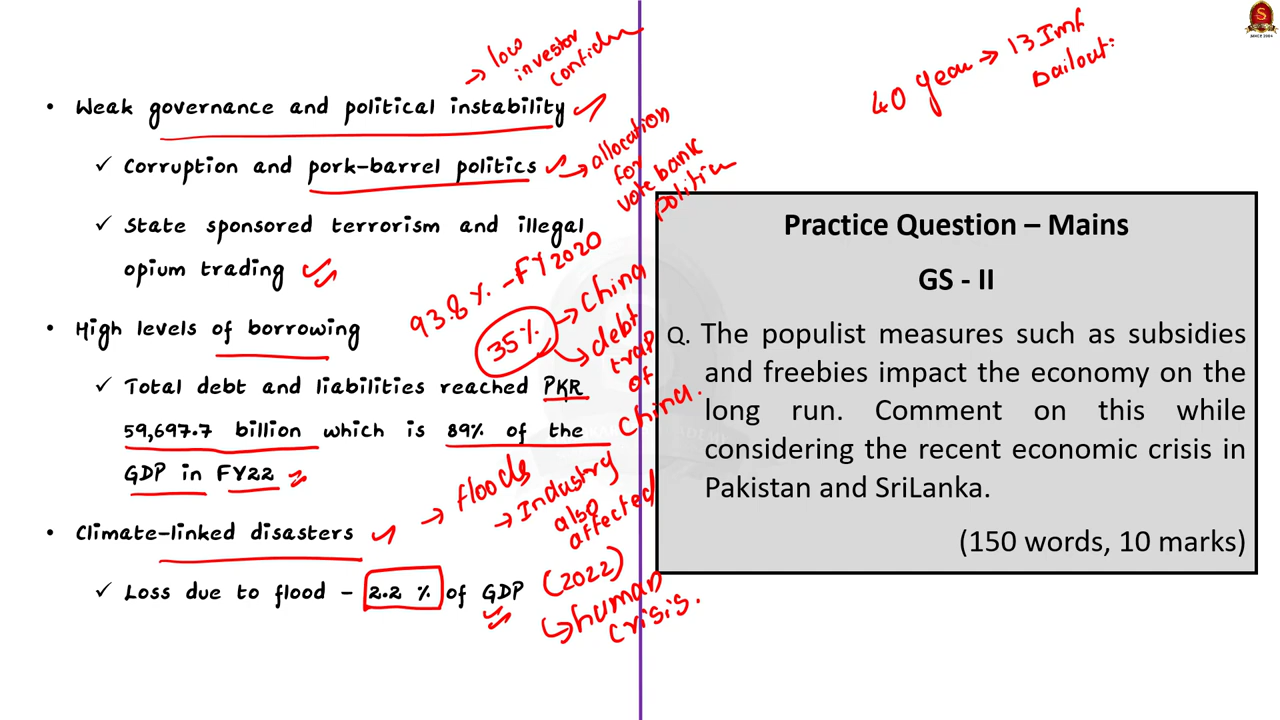 → low
investor
confiden
• Weak governance and political instability
✓ Corruption and pork-barrel politics
→ allocation
for
vote bank
politics
✓ State sponsored terrorism and illegal
opium trading
• High levels of borrowing
93.8% - FY2020
35% → China
→ debt
trap
of
China.
✓ Total debt and liabilities reached PKR
59,697.7 billion which is 89% of the
GDP in FY22
• Climate-linked disasters
→ floods
→ Industry
also
affected
✓ Loss due to flood - 2.2 % of GDP
(2022)
↳ human
crisis.
40 year → 13 Imf
Bailout:
Practice Question – Mains
GS - II
Q. The populist measures such as subsidies
and freebies impact the economy on the
long run. Comment on this while
considering the recent economic crisis in
Pakistan and SriLanka.
(150 words, 10 marks)
S
SINCE 2004